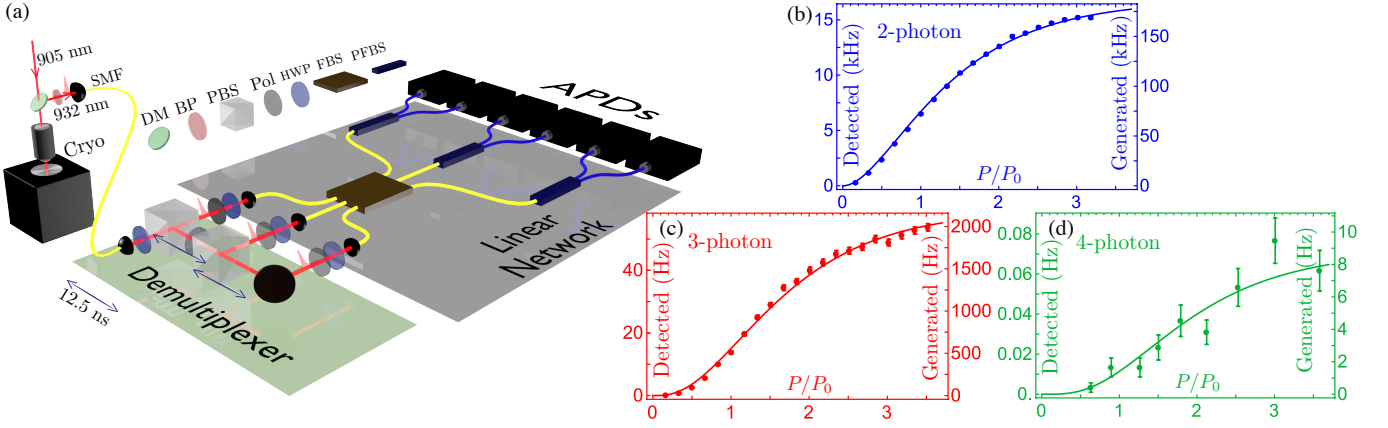 (a)
905 nm
SMF
932 nm
Cryo
DM
BP
PBS
Pol
HWP
FBS
PFBS
APDs
Linear
Network
Demultiplexer
12.5 ns
(b)
2-photon
Detected (kHz)
Generated (kHz)
15
10
5
0
150
100
50
0
P/P₀
0 1 2 3
(c)
3-photon
Detected (Hz)
Generated (Hz)
40
20
0
2000
1500
1000
500
0
P/P₀
0 1 2 3
(d)
4-photon
Detected (Hz)
Generated (Hz)
0.08
0.06
0.04
0.02
0.
10
8
6
4
2
0
P/P₀
0 1 2 3